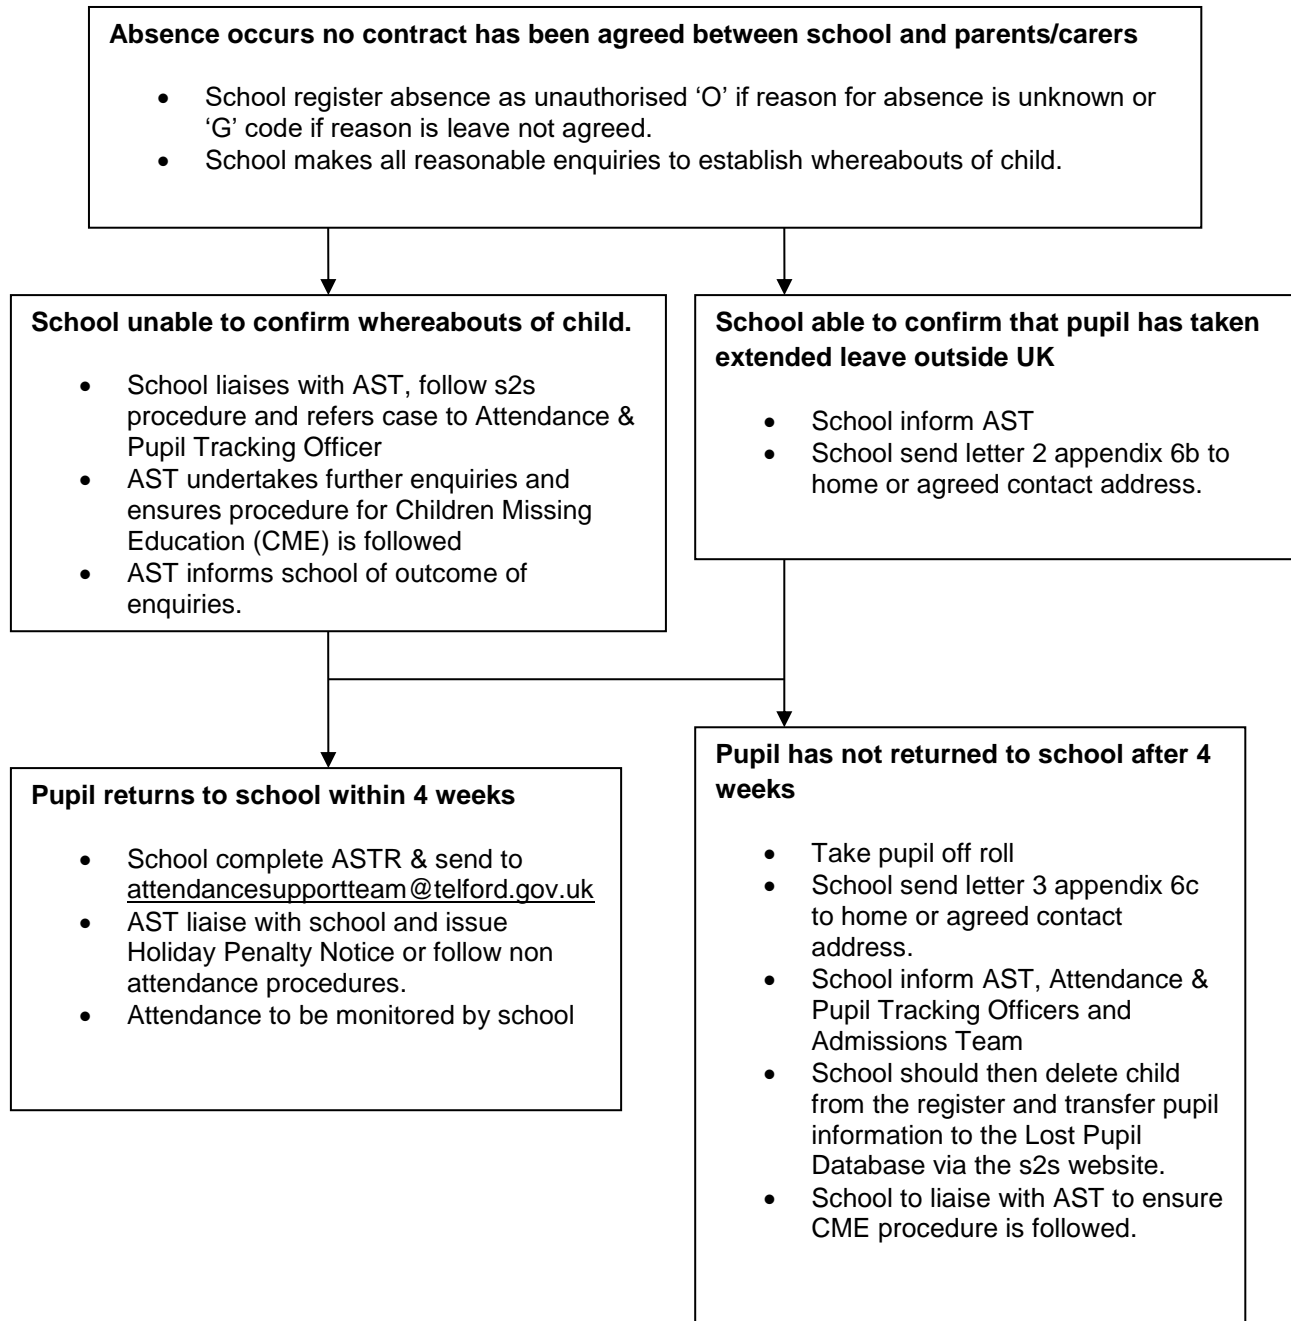 Absence occurs no contract has been agreed between school and parents/carers
• School register absence as unauthorised ‘O’ if reason for absence is unknown or
‘G’ code if reason is leave not agreed.
• School makes all reasonable enquiries to establish whereabouts of child.
School unable to confirm whereabouts of child.
• School liaises with AST, follow s2s
procedure and refers case to Attendance &
Pupil Tracking Officer
• AST undertakes further enquiries and
ensures procedure for Children Missing
Education (CME) is followed
• AST informs school of outcome of
enquiries.
School able to confirm that pupil has taken
extended leave outside UK
• School inform AST
• School send letter 2 appendix 6b to
home or agreed contact address.
Pupil returns to school within 4 weeks
• School complete ASTR & send to
attendancesupportteam@telford.gov.uk
• AST liaise with school and issue
Holiday Penalty Notice or follow non
attendance procedures.
• Attendance to be monitored by school
Pupil has not returned to school after 4
weeks
• Take pupil off roll
• School send letter 3 appendix 6c
to home or agreed contact
address.
• School inform AST, Attendance &
Pupil Tracking Officers and
Admissions Team
• School should then delete child
from the register and transfer pupil
information to the Lost Pupil
Database via the s2s website.
• School to liaise with AST to ensure
CME procedure is followed.